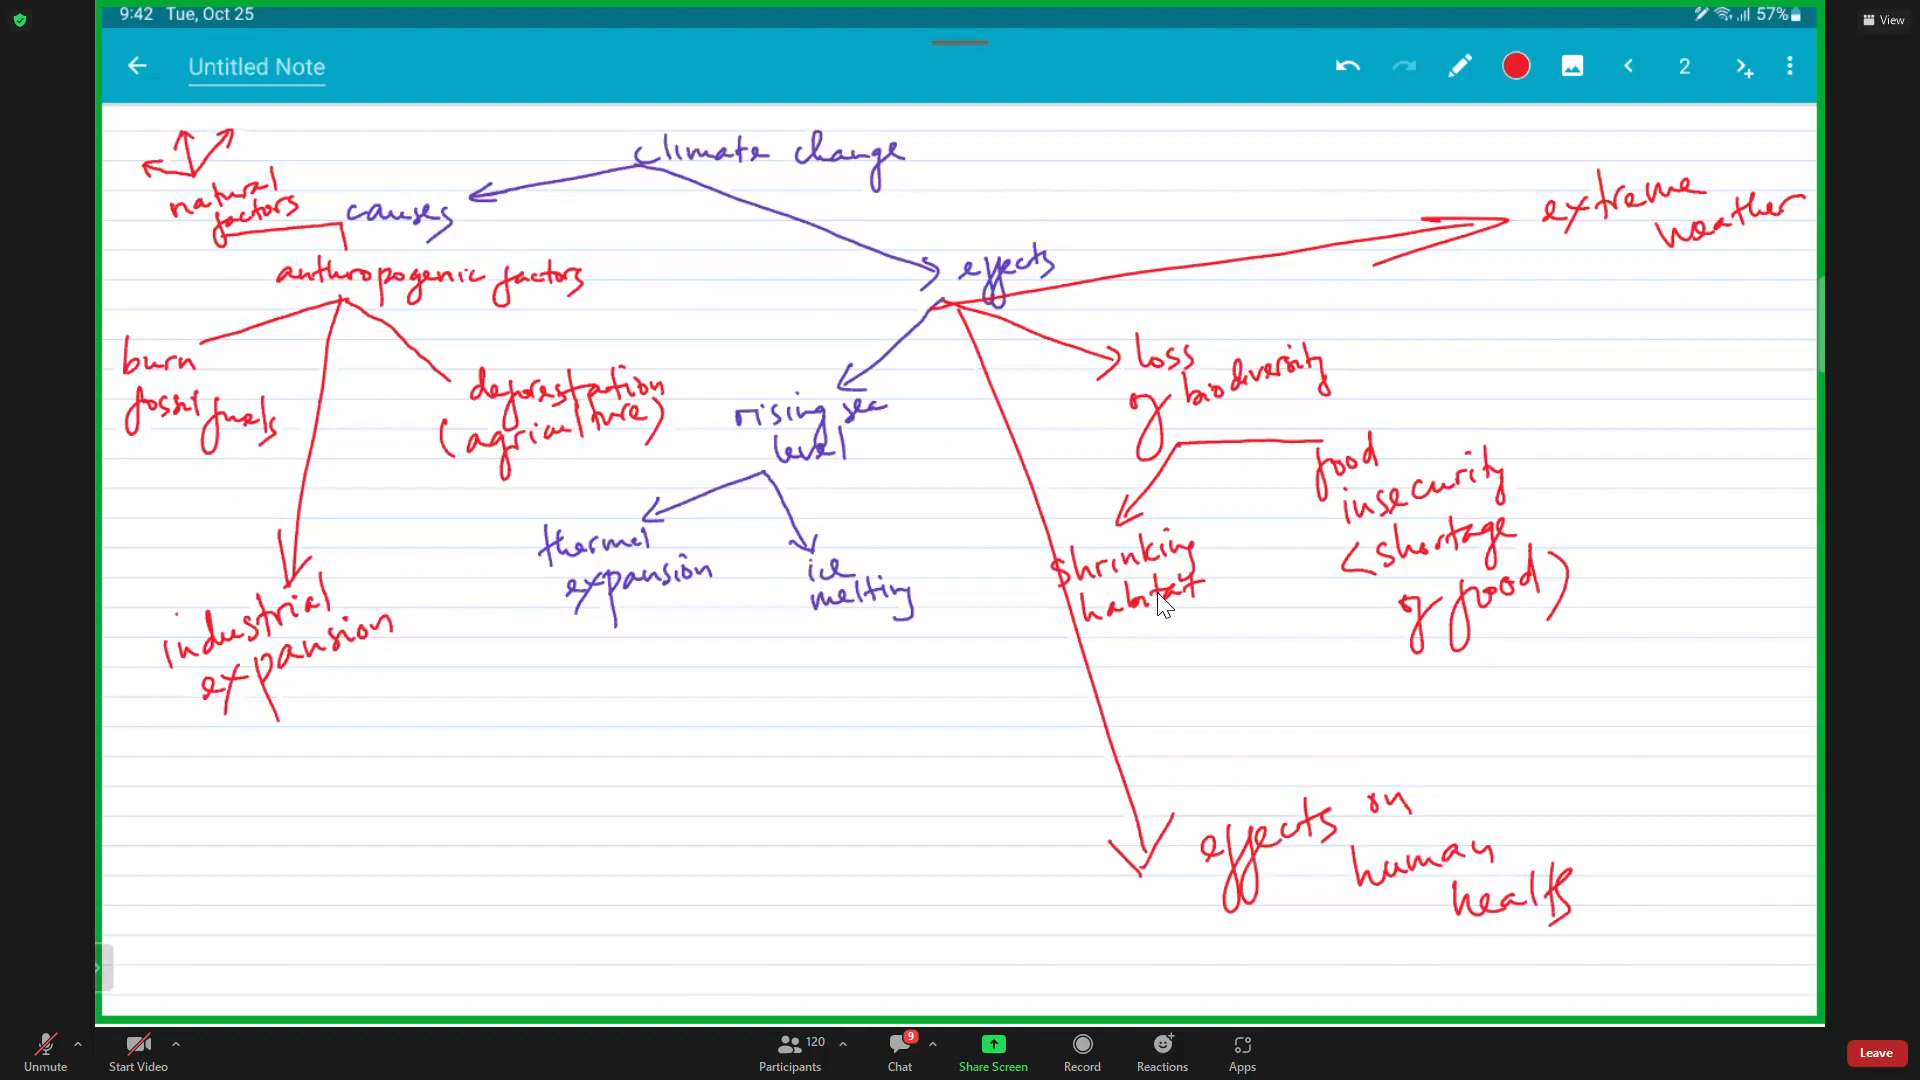 9:42 Tue, Oct 25
57%
View
Untitled Note
2
climate change
causes
natural
factors
anthropogenic factors
burn
fossil fuels
deforestation
(agriculture)
industrial
expansion
effects
extreme
weather
rising sea
level
thermal
expansion
ice
melting
loss
of biodiversity
shrinking
habitat
food
insecurity
(shortage
of food)
effects on
human
health
Unmute
Start Video
120
Participants
9
Chat
Share Screen
Record
Reactions
Apps
Leave